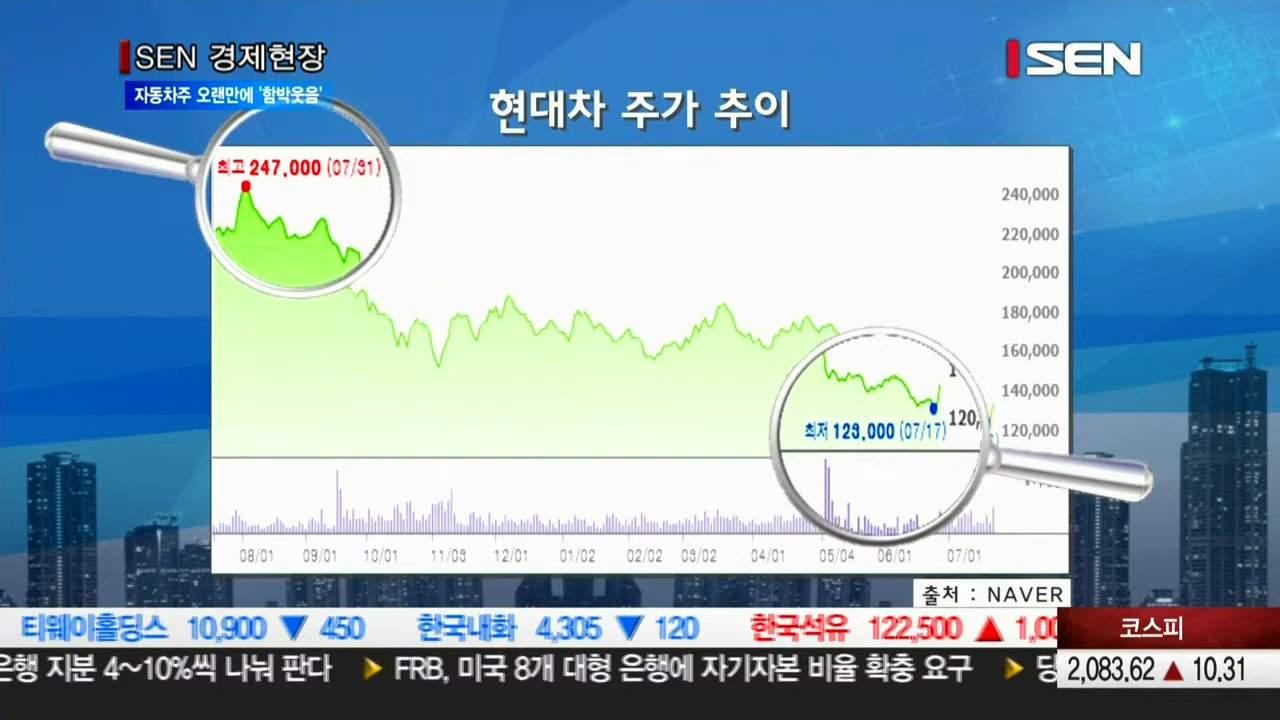 SEN 경제현장
SEN
자동차주 오랜만에 '함박웃음'
현대차 주가 추이
최고 247,000 (07/31)
240,000
220,000
200,000
180,000
160,000
140,000
120,000
120,
최저 123,000 (07/17)
08/01 09/01 10/01 11/03 12/01 01/02 02/02 03/02 04/01 05/04 06/01 07/01
출처 : NAVER
티웨이홀딩스 10,900 ▼ 450 한국내화 4,305 ▼ 120 한국석유 122,500 ▲ 1,00
코스피
은행 지분 4~10%씩 나눠 판다 ▶ FRB, 미국 8개 대형 은행에 자기자본 비율 확충 요구 ▶ 당
2,083.62 ▲ 10.31